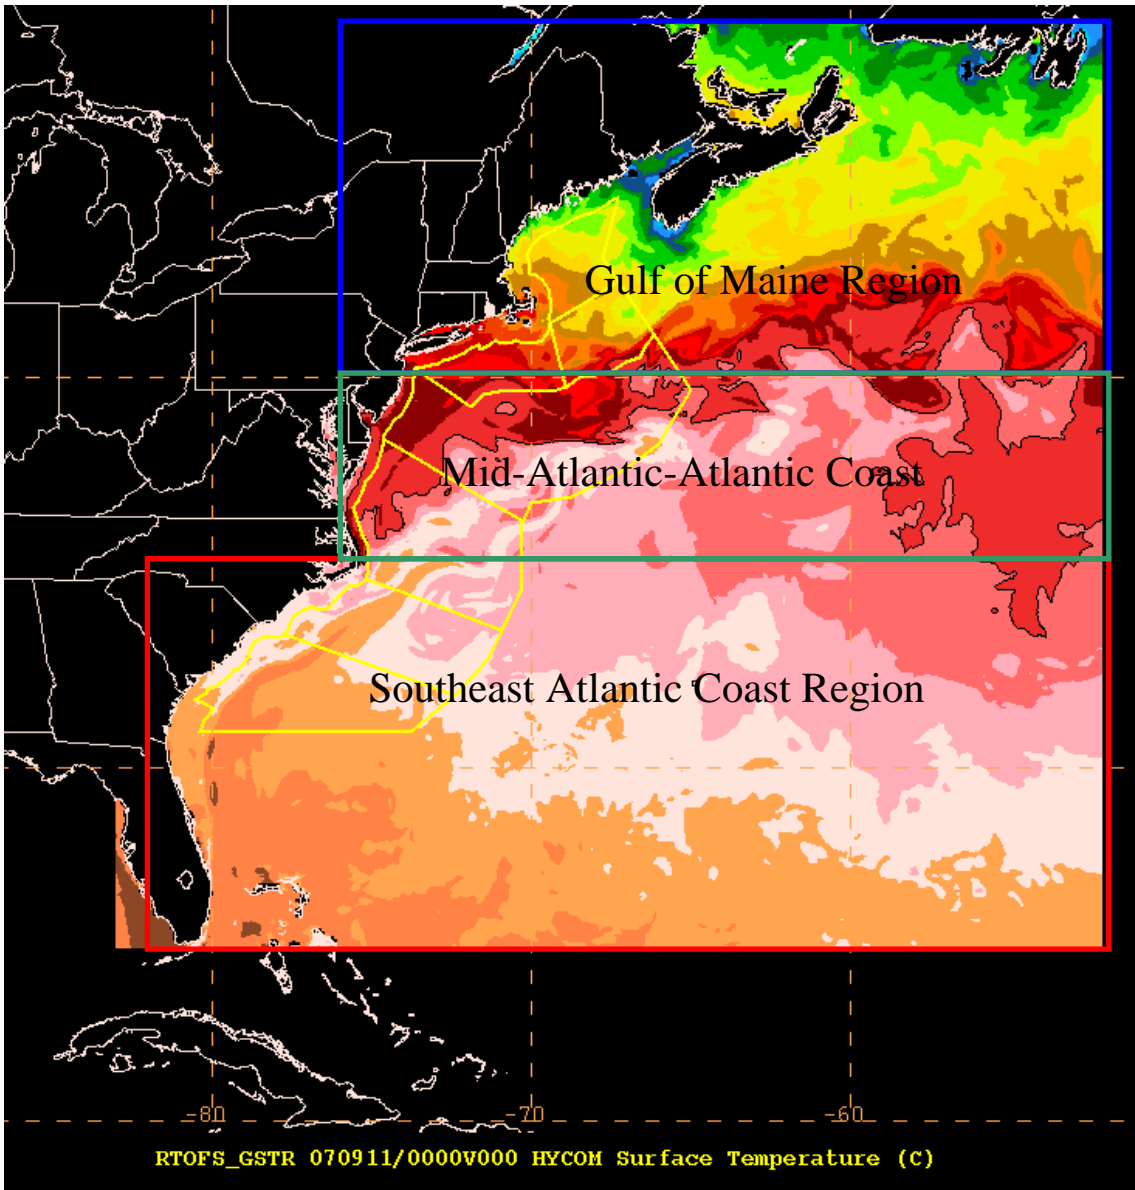 Gulf of Maine Region
Mid-Atlantic-Atlantic Coast
Southeast Atlantic Coast Region
-80 -70 -60
RTOFS_GSTR 070911/0000V000 HYCOM Surface Temperature (C)